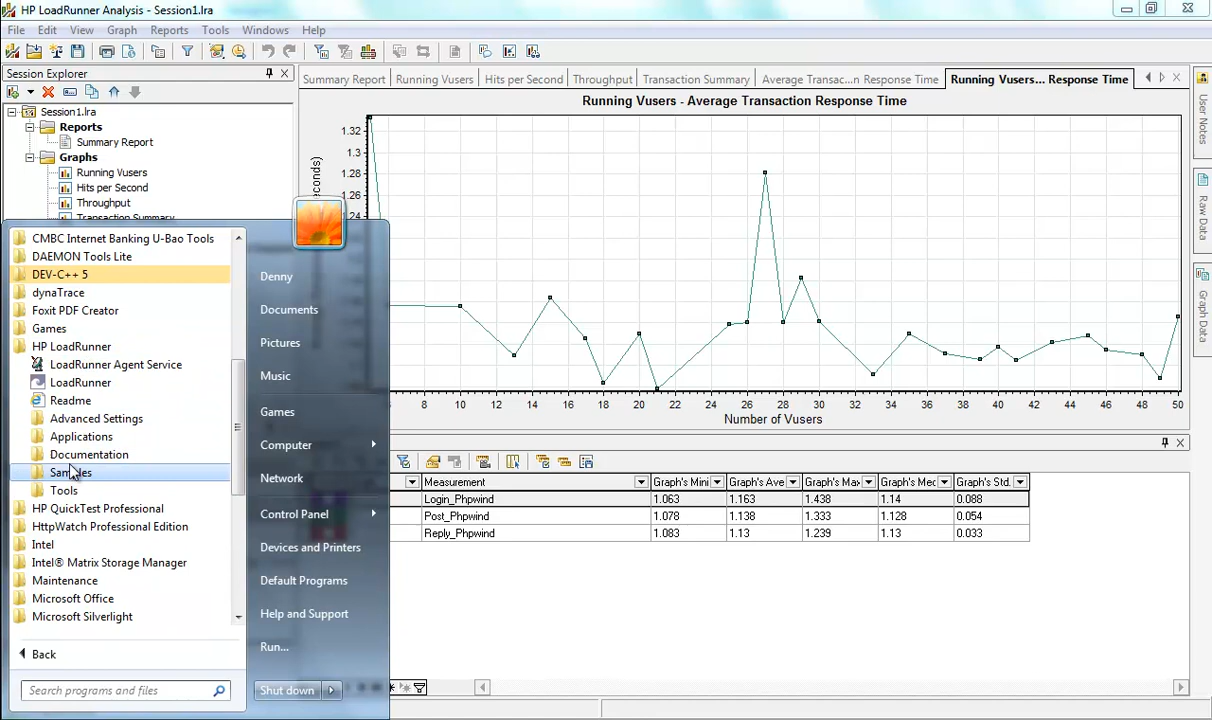 HP LoadRunner Analysis - Session1.lra
File Edit View Graph Reports Tools Windows Help
Session Explorer
Session1.lra
Reports
Summary Report
Graphs
Running Vusers
Hits per Second
Throughput
Transaction Summary
Summary Report Running Vusers Hits per Second Throughput Transaction Summary Average Transac...n Response Time Running Vusers... Response Time
Running Vusers - Average Transaction Response Time
1.32
1.3
1.28
1.26
1.24
8 10 12 14 16 18 20 22 24 26 28 30 32 34 36 38 40 42 44 46 48 50
Number of Vusers
User Notes
Raw Data
Graph Data
Measurement Graph's Mini Graph's Ave Graph's Max Graph's Med Graph's Std.
Login_Phpwind 1.063 1.163 1.438 1.14 0.088
Post_Phpwind 1.078 1.138 1.333 1.128 0.054
Reply_Phpwind 1.083 1.13 1.239 1.13 0.033
CMBC Internet Banking U-Bao Tools
DAEMON Tools Lite
DEV-C++ 5
dynaTrace
Foxit PDF Creator
Games
HP LoadRunner
LoadRunner Agent Service
LoadRunner
Readme
Advanced Settings
Applications
Documentation
Samples
Tools
HP QuickTest Professional
HttpWatch Professional Edition
Intel
Intel® Matrix Storage Manager
Maintenance
Microsoft Office
Microsoft Silverlight
Back
Search programs and files
Denny
Documents
Pictures
Music
Games
Computer
Network
Control Panel
Devices and Printers
Default Programs
Help and Support
Run...
Shut down